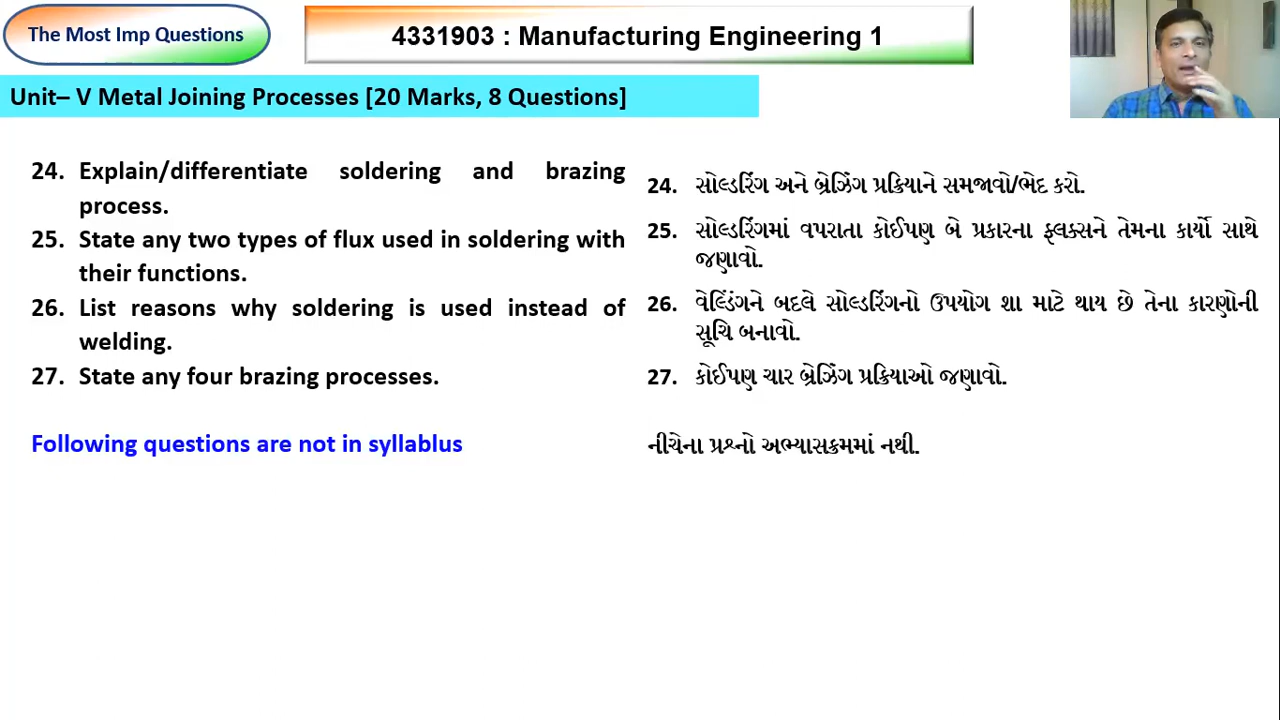 The Most Imp Questions
4331903 : Manufacturing Engineering 1
Unit– V Metal Joining Processes [20 Marks, 8 Questions]
24. Explain/differentiate soldering and brazing
process.
25. State any two types of flux used in soldering with
their functions.
26. List reasons why soldering is used instead of
welding.
27. State any four brazing processes.
Following questions are not in syllablus
24. સોલ્ડરિંગ અને બ્રેઝિંગ પ્રક્રિયાને સમજાવો/ભેદ કરો.
25. સોલ્ડરિંગમાં વપરાતા કોઈપણ બે પ્રકારના ફ્લક્સને તેમના કાર્યો સાથે
જણાવો.
26. વેલ્ડિંગને બદલે સોલ્ડરિંગનો ઉપયોગ શા માટે થાય છે તેના કારણોની
સૂચિ બનાવો.
27. કોઈપણ ચાર બ્રેઝિંગ પ્રક્રિયાઓ જણાવો.
નીચેના પ્રશ્નો અભ્યાસક્રમમાં નથી.